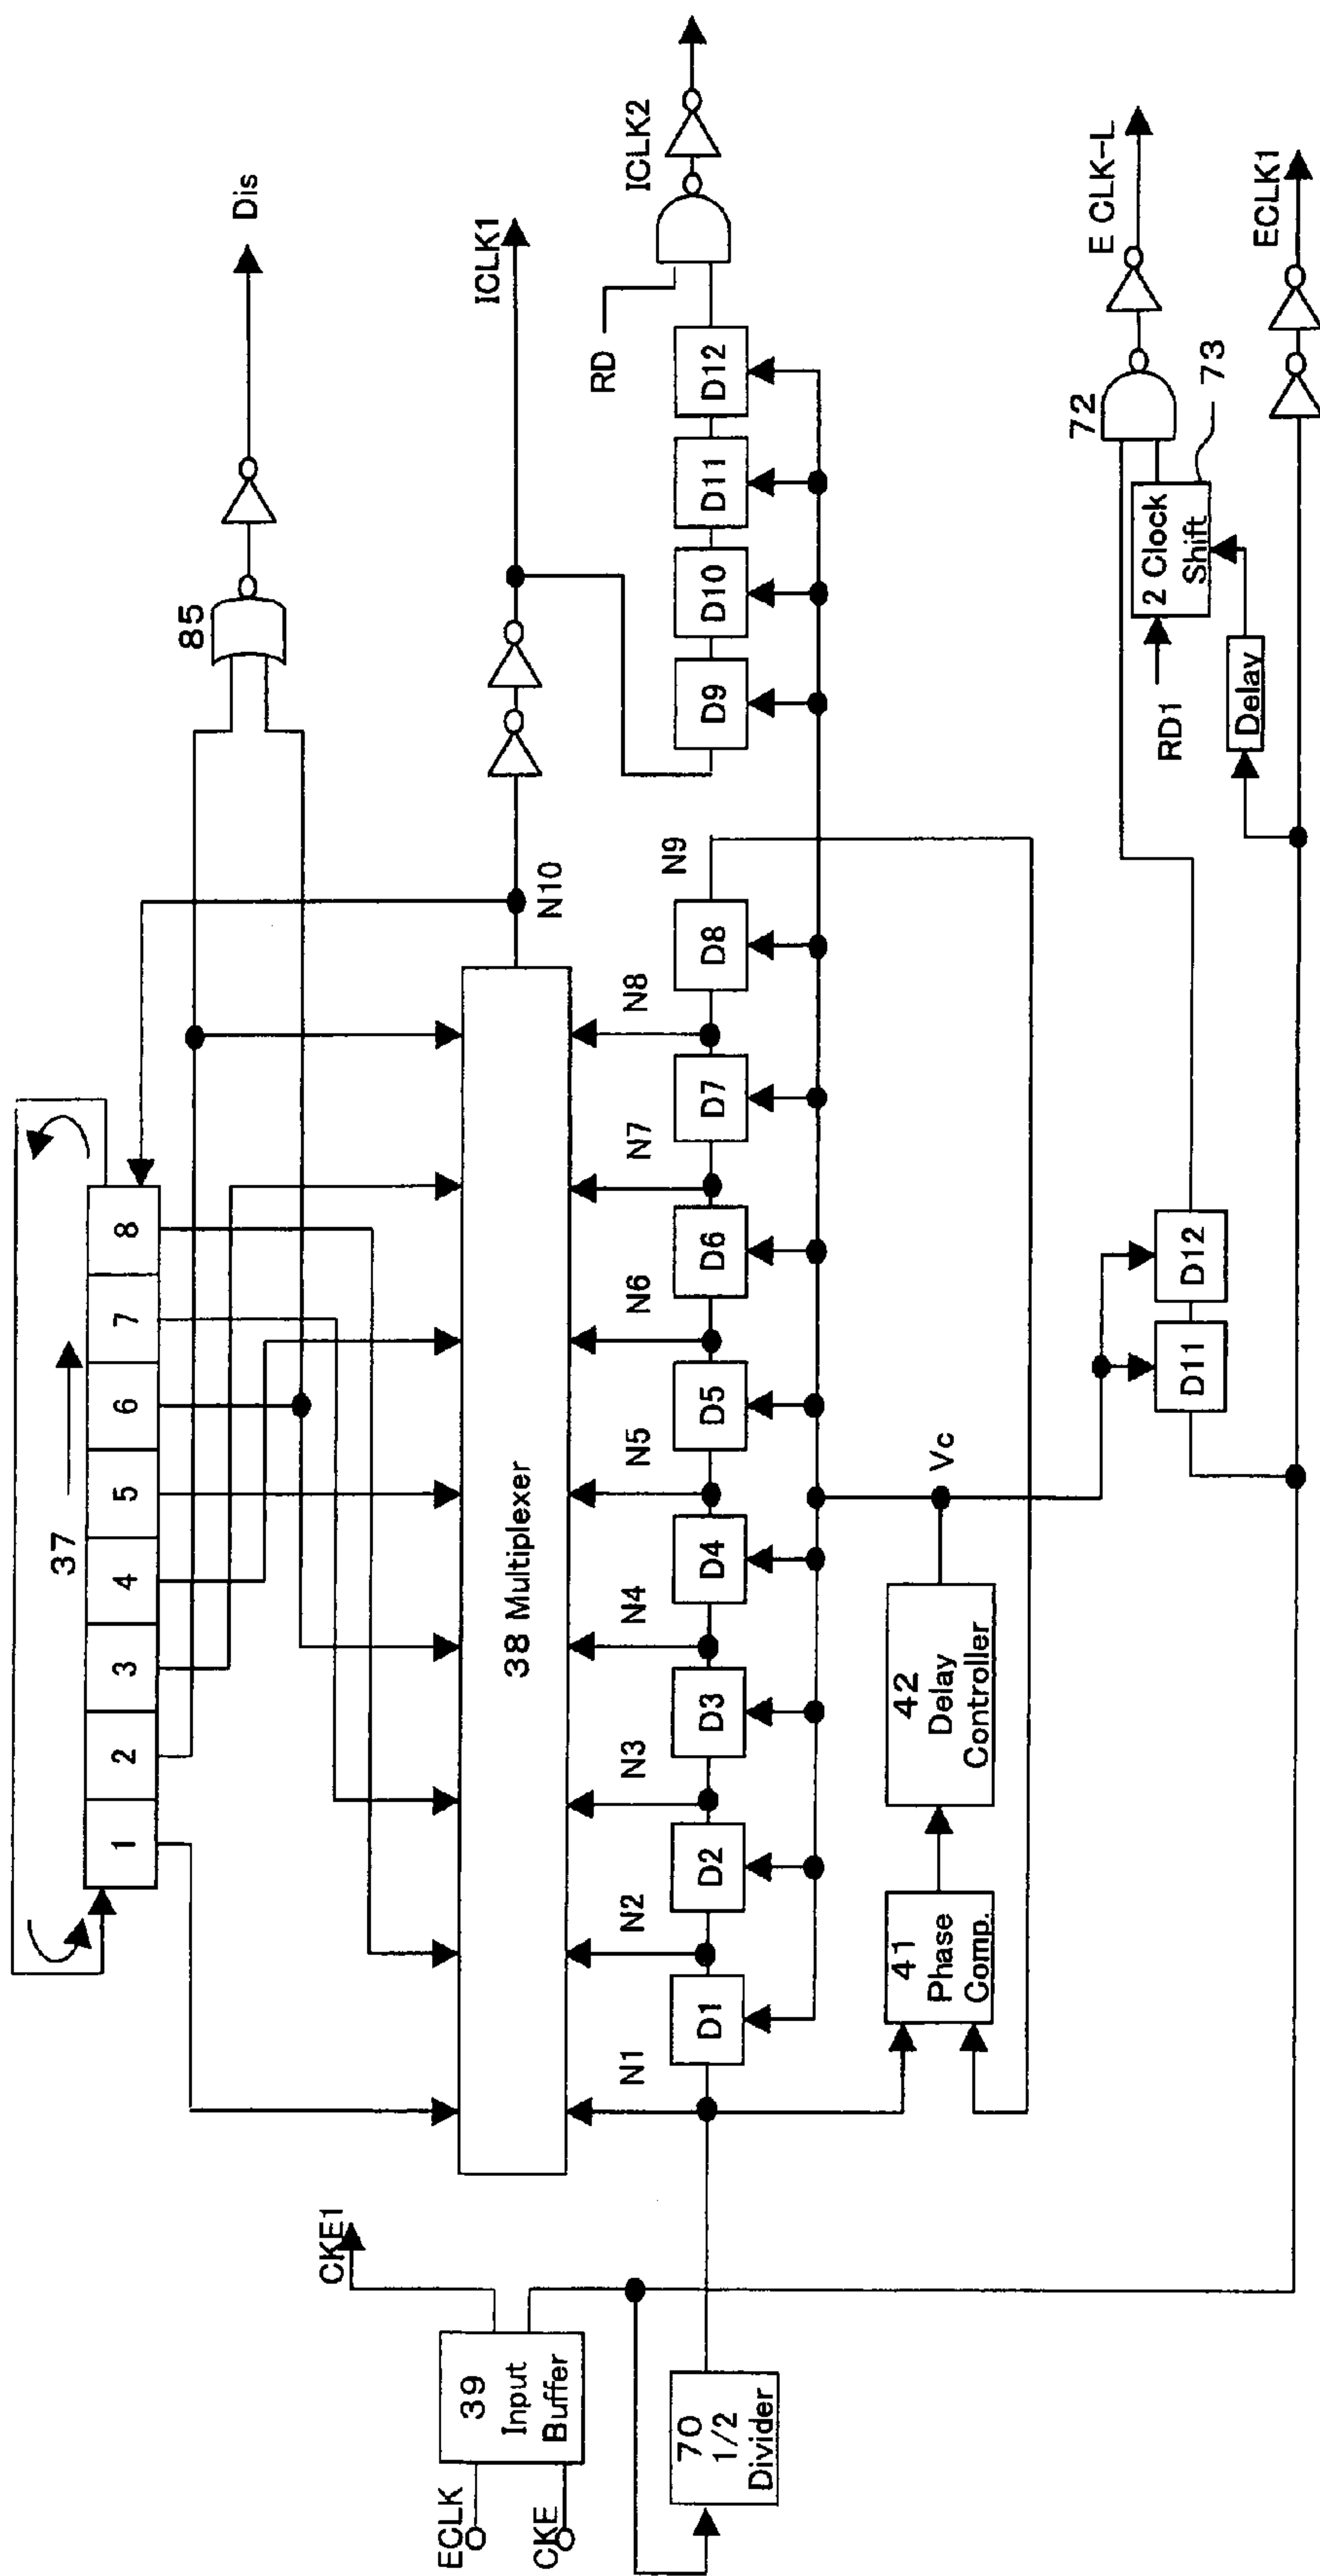 37
1
2
3
4
5
6
7
8
85
Dis
CKE1
ECLK
CKE
39
Input
Buffer
38 Multiplexer
N10
ICLK1
N1
N2
N3
N4
N5
N6
N7
N8
N9
D1
D2
D3
D4
D5
D6
D7
D8
D9
D10
D11
D12
RD
ICLK2
70
1/2
Divider
41
Phase
Comp.
42
Delay
Controller
Vc
D11
D12
RD1
2 Clock
Shift
73
72
E CLK-L
Delay
ECLK1